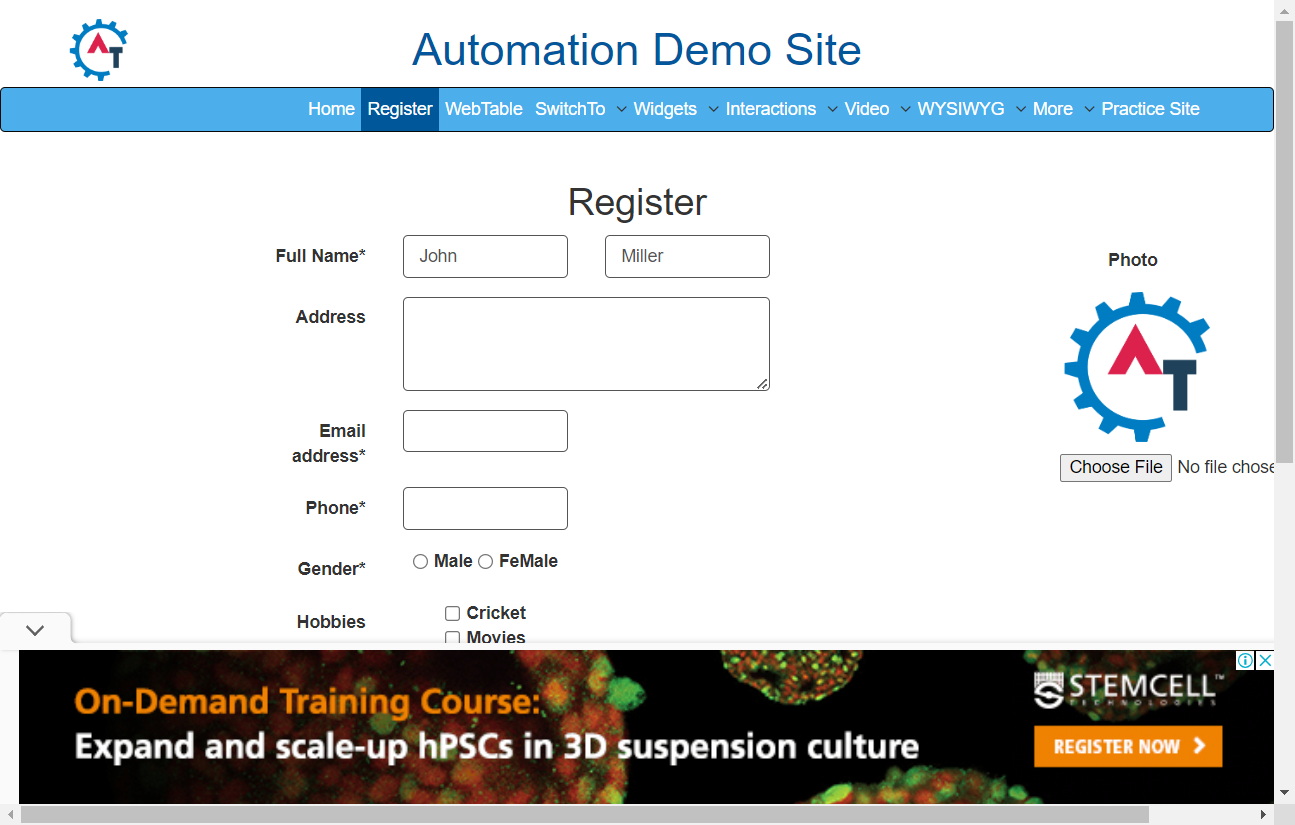 Automation Demo Site
Home Register WebTable SwitchTo Widgets Interactions Video WYSIWYG More Practice Site
Register
Full Name* John Miller
Photo
Address
AT
Email
address*
Choose File No file chose
Phone*
Gender* Male FeMale
Hobbies Cricket
Movies
On-Demand Training Course:
Expand and scale-up hPSCs in 3D suspension culture
STEMCELL™
TECHNOLOGIES
REGISTER NOW